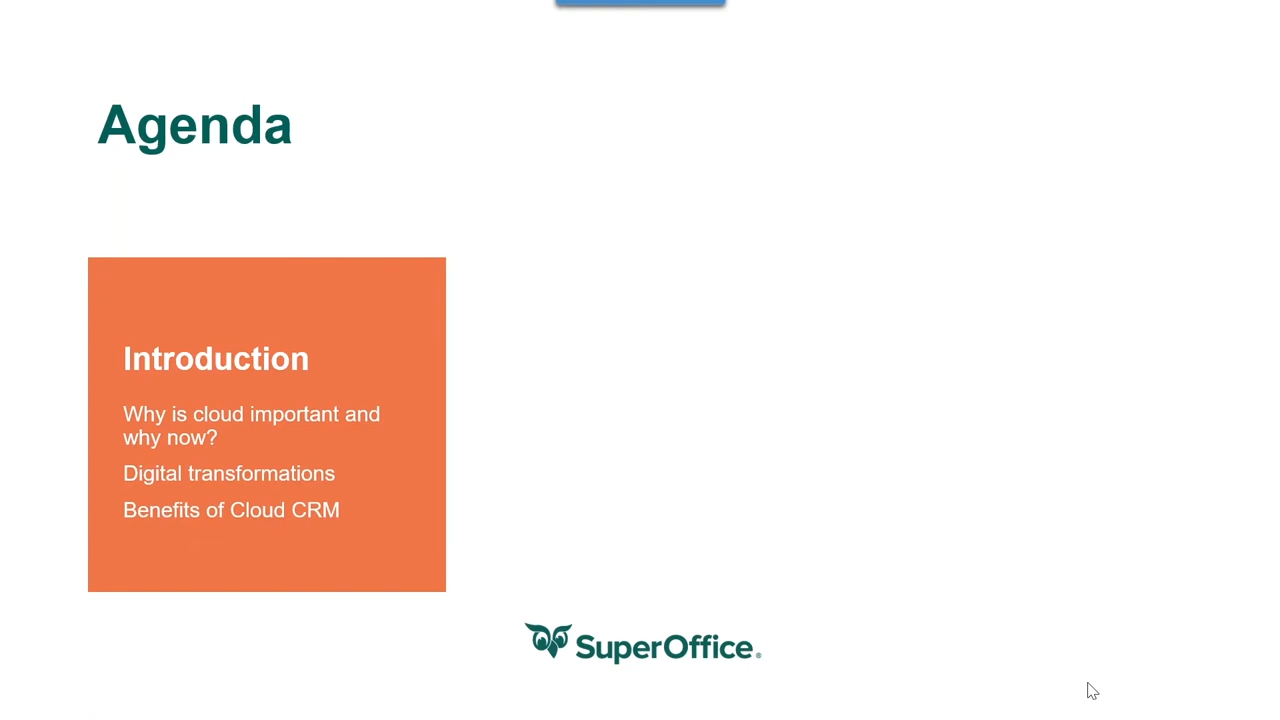 Agenda
Introduction
Why is cloud important and
why now?
Digital transformations
Benefits of Cloud CRM
SuperOffice®